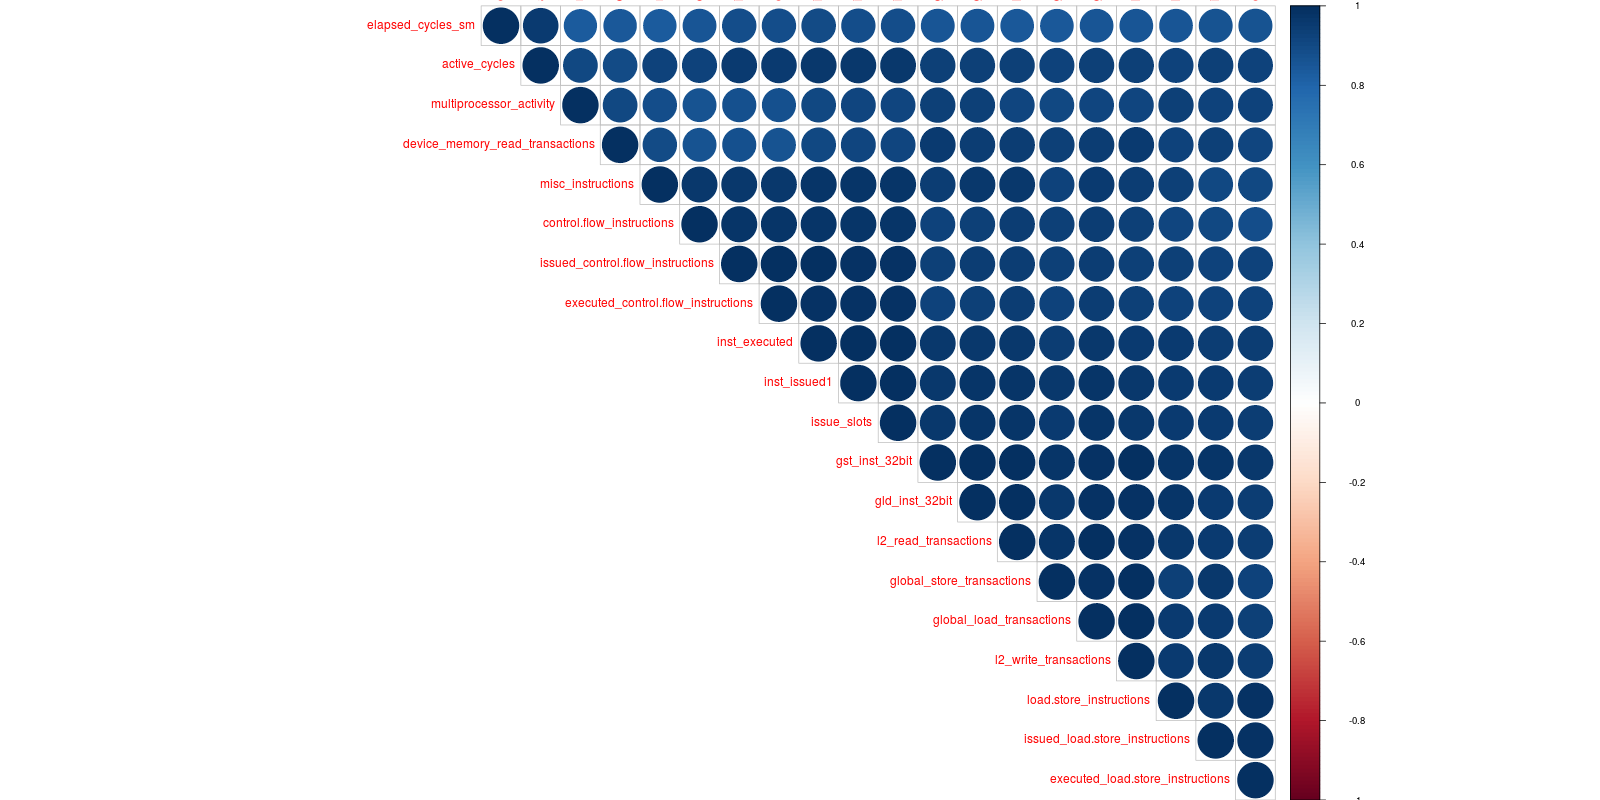 elapsed_cycles_sm
active_cycles
multiprocessor_activity
device_memory_read_transactions
misc_instructions
control.flow_instructions
issued_control.flow_instructions
executed_control.flow_instructions
inst_executed
inst_issued1
issue_slots
gst_inst_32bit
gld_inst_32bit
l2_read_transactions
global_store_transactions
global_load_transactions
l2_write_transactions
load.store_instructions
issued_load.store_instructions
executed_load.store_instructions
1
0.8
0.6
0.4
0.2
0
-0.2
-0.4
-0.6
-0.8